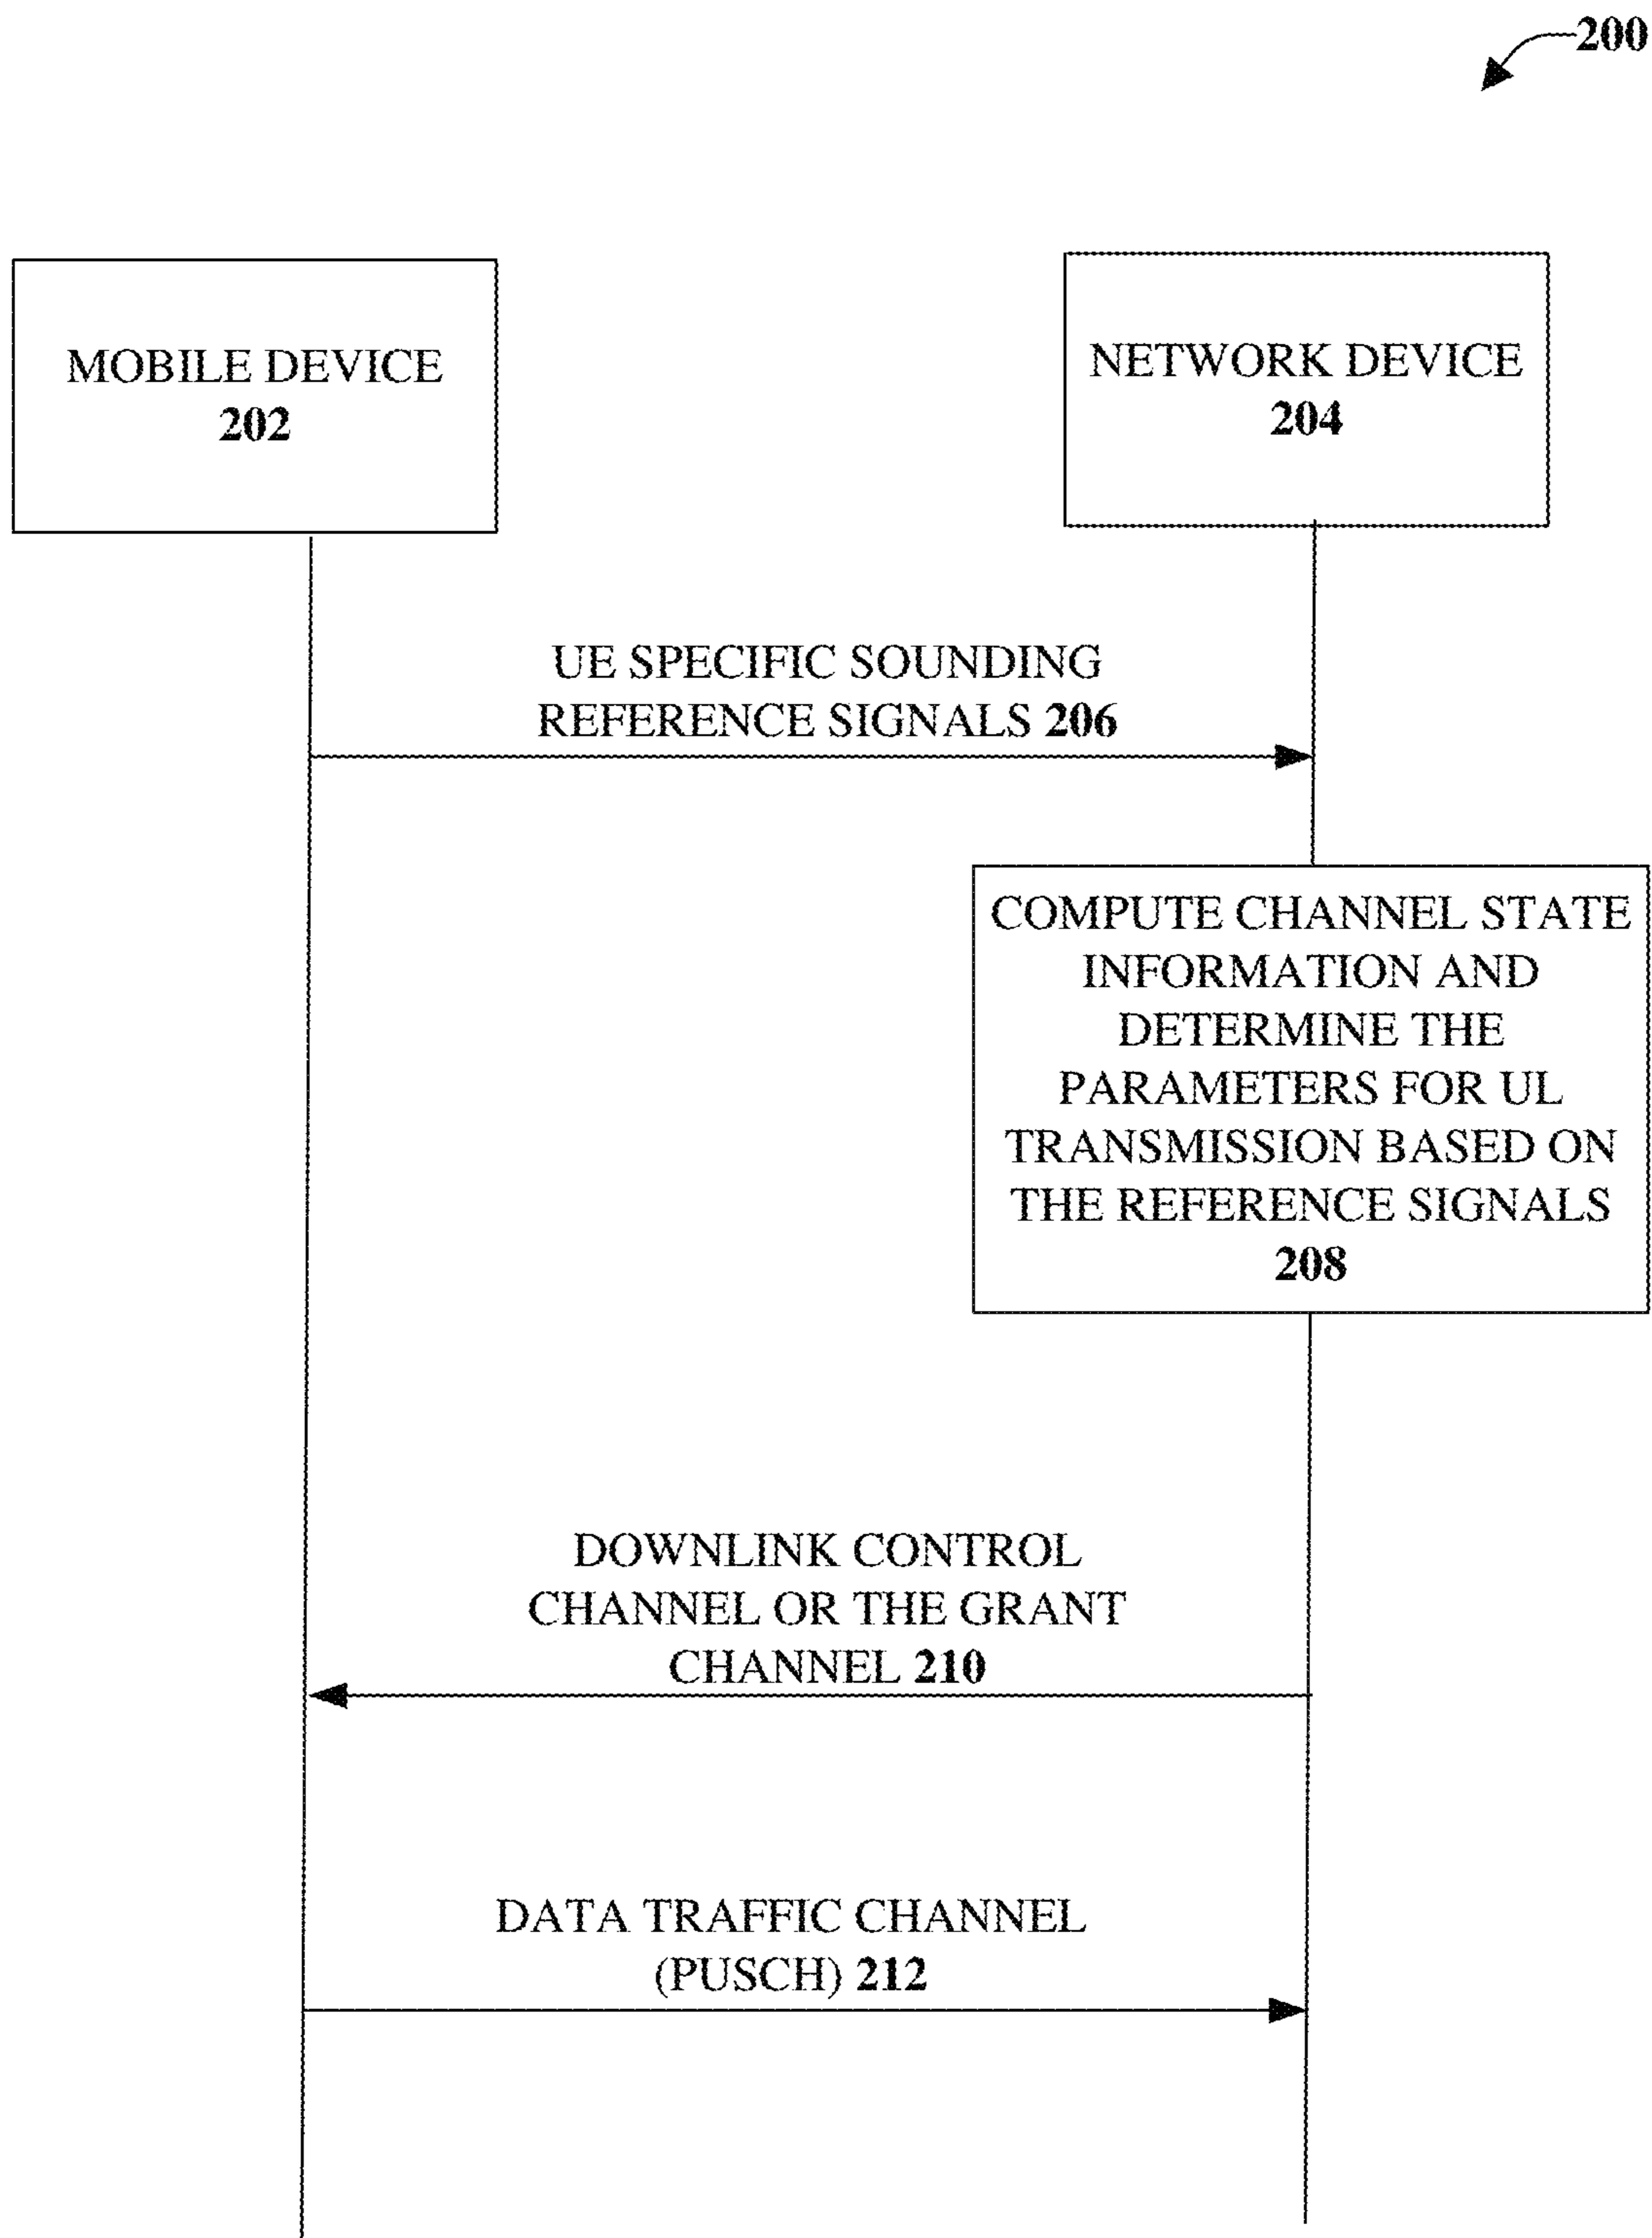 200
MOBILE DEVICE
202
NETWORK DEVICE
204
UE SPECIFIC SOUNDING
REFERENCE SIGNALS 206
COMPUTE CHANNEL STATE
INFORMATION AND
DETERMINE THE
PARAMETERS FOR UL
TRANSMISSION BASED ON
THE REFERENCE SIGNALS
208
DOWNLINK CONTROL
CHANNEL OR THE GRANT
CHANNEL 210
DATA TRAFFIC CHANNEL
(PUSCH) 212